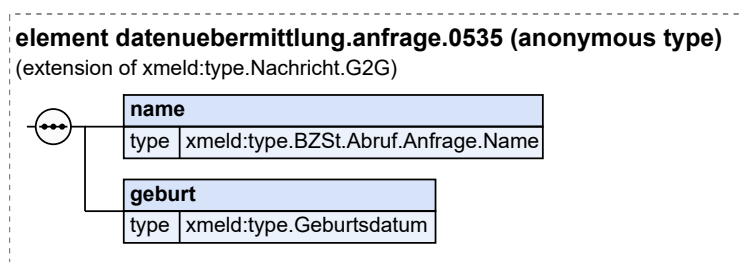 element datenuebermittlung.anfrage.0535 (anonymous type)
(extension of xmeld:type.Nachricht.G2G)
name
type xmeld:type.BZSt.Abruf.Anfrage.Name
geburt
type xmeld:type.Geburtsdatum